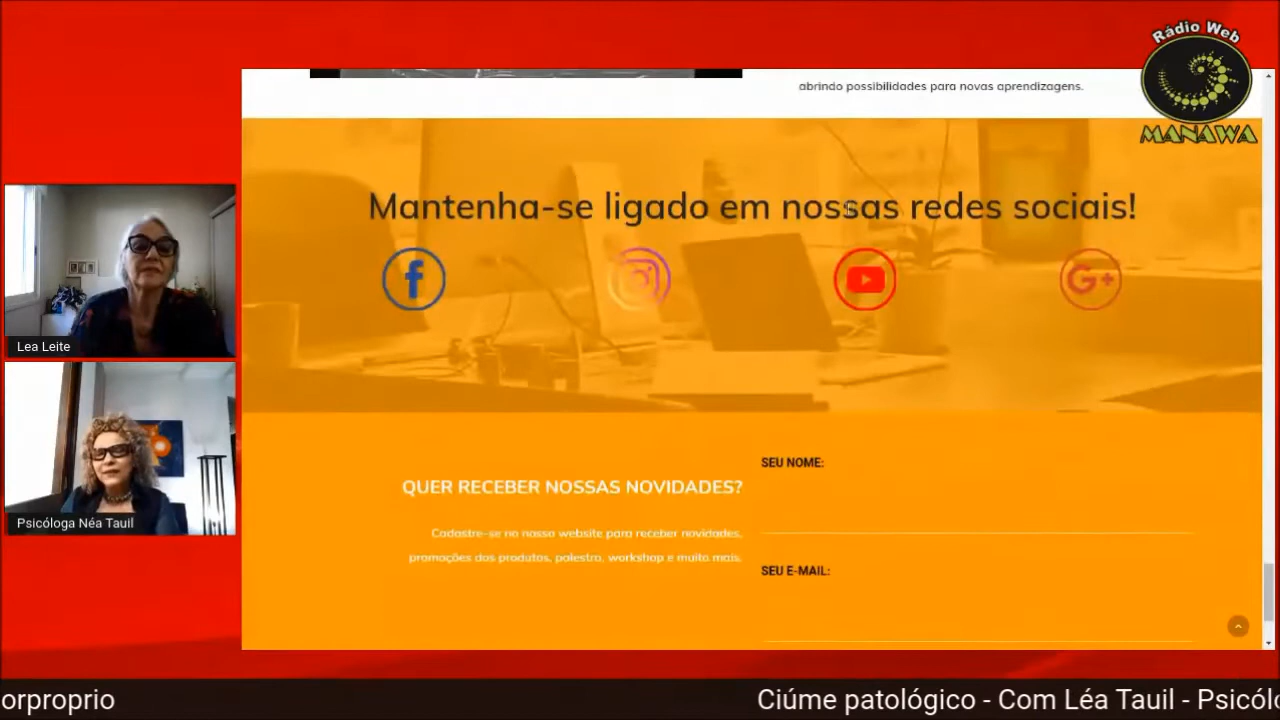 Rádio Web
MANAWA
abrindo possibilidades para novas aprendizagens.
Mantenha-se ligado em nossas redes sociais!
Lea Leite
Psicóloga Néa Tauil
QUER RECEBER NOSSAS NOVIDADES?
Cadastre-se no nosso website para receber novidades,
promoções dos produtos, palestra, workshop e muito mais.
SEU NOME:
SEU E-MAIL:
orproprio
Ciúme patológico - Com Léa Tauil - Psicólo